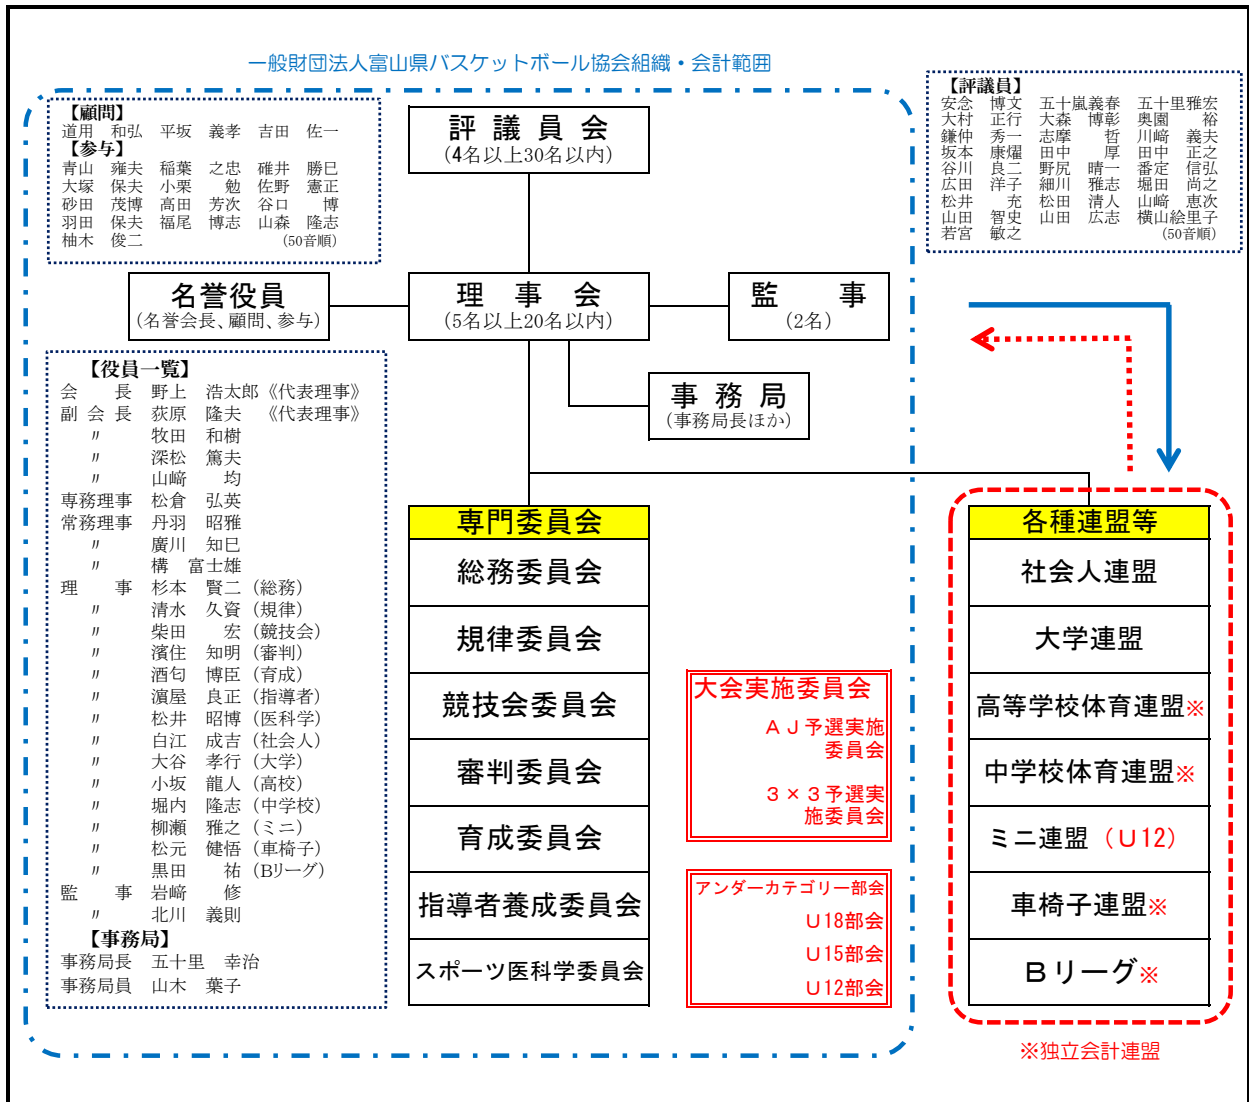 一般財団法人富山県バスケットボール協会組織・会計範囲
【顧問】
道用　和弘　平坂　義孝　吉田　佐一
【参与】
青山　雍夫　稲葉　之忠　碓井　勝巳
大塚　保夫　小栗　　勉　佐野　憲正
砂田　茂博　高田　芳次　谷口　　博
羽田　保夫　福尾　博志　山森　隆志
柚木　俊二　　　　　　　　（50音順）
評 議 員 会
（4名以上30名以内）
【評議員】
安念　博文　五十嵐義春　五十里雅宏
大村　正行　大森　博彰　奥園　　裕
鎌仲　秀一　志摩　　哲　川﨑　義夫
坂本　康燿　田中　　厚　田中　正之
谷川　良二　野尻　晴一　番定　信弘
広田　洋子　細川　雅志　堀田　尚之
松井　　充　松田　清人　山﨑　恵次
山田　智史　山田　広志　横山絵里子
若宮　敏之　　　　　　　　（50音順）
名誉役員
（名誉会長、顧問、参与）
理　事　会
（5名以上20名以内）
監　　事
（2名）
事 務 局
（事務局長ほか）
【役員一覧】
会　　長　野上　浩太郎《代表理事》
副 会 長　荻原　隆夫　《代表理事》
〃　牧田　和樹
〃　深松　篤夫
〃　山﨑　　均
専務理事　松倉　弘英
常務理事　丹羽　昭雅
〃　廣川　知巳
〃　構　富士雄
理　　事　杉本　賢二（総務）
〃　清水　久資（規律）
〃　柴田　　宏（競技会）
〃　濱住　知明（審判）
〃　酒匂　博臣（育成）
〃　濵屋　良正（指導者）
〃　松井　昭博（医科学）
〃　白江　成吉（社会人）
〃　大谷　孝行（大学）
〃　小坂　龍人（高校）
〃　堀内　隆志（中学校）
〃　柳瀬　雅之（ミニ）
〃　松元　健悟（車椅子）
〃　黒田　　祐（Bリーグ）
監　　事　岩﨑　　修
〃　北川　義則
【事務局】
事務局長　五十里　幸治
事務局員　山木　葉子
専門委員会
総務委員会
規律委員会
競技会委員会
審判委員会
育成委員会
指導者養成委員会
スポーツ医科学委員会
大会実施委員会
ＡＪ予選実施
委員会
３×３予選実
施委員会
アンダーカテゴリー部会
U18部会
U15部会
U12部会
各種連盟等
社会人連盟
大学連盟
高等学校体育連盟※
中学校体育連盟※
ミニ連盟（U12）
車椅子連盟※
Ｂリーグ※
※独立会計連盟